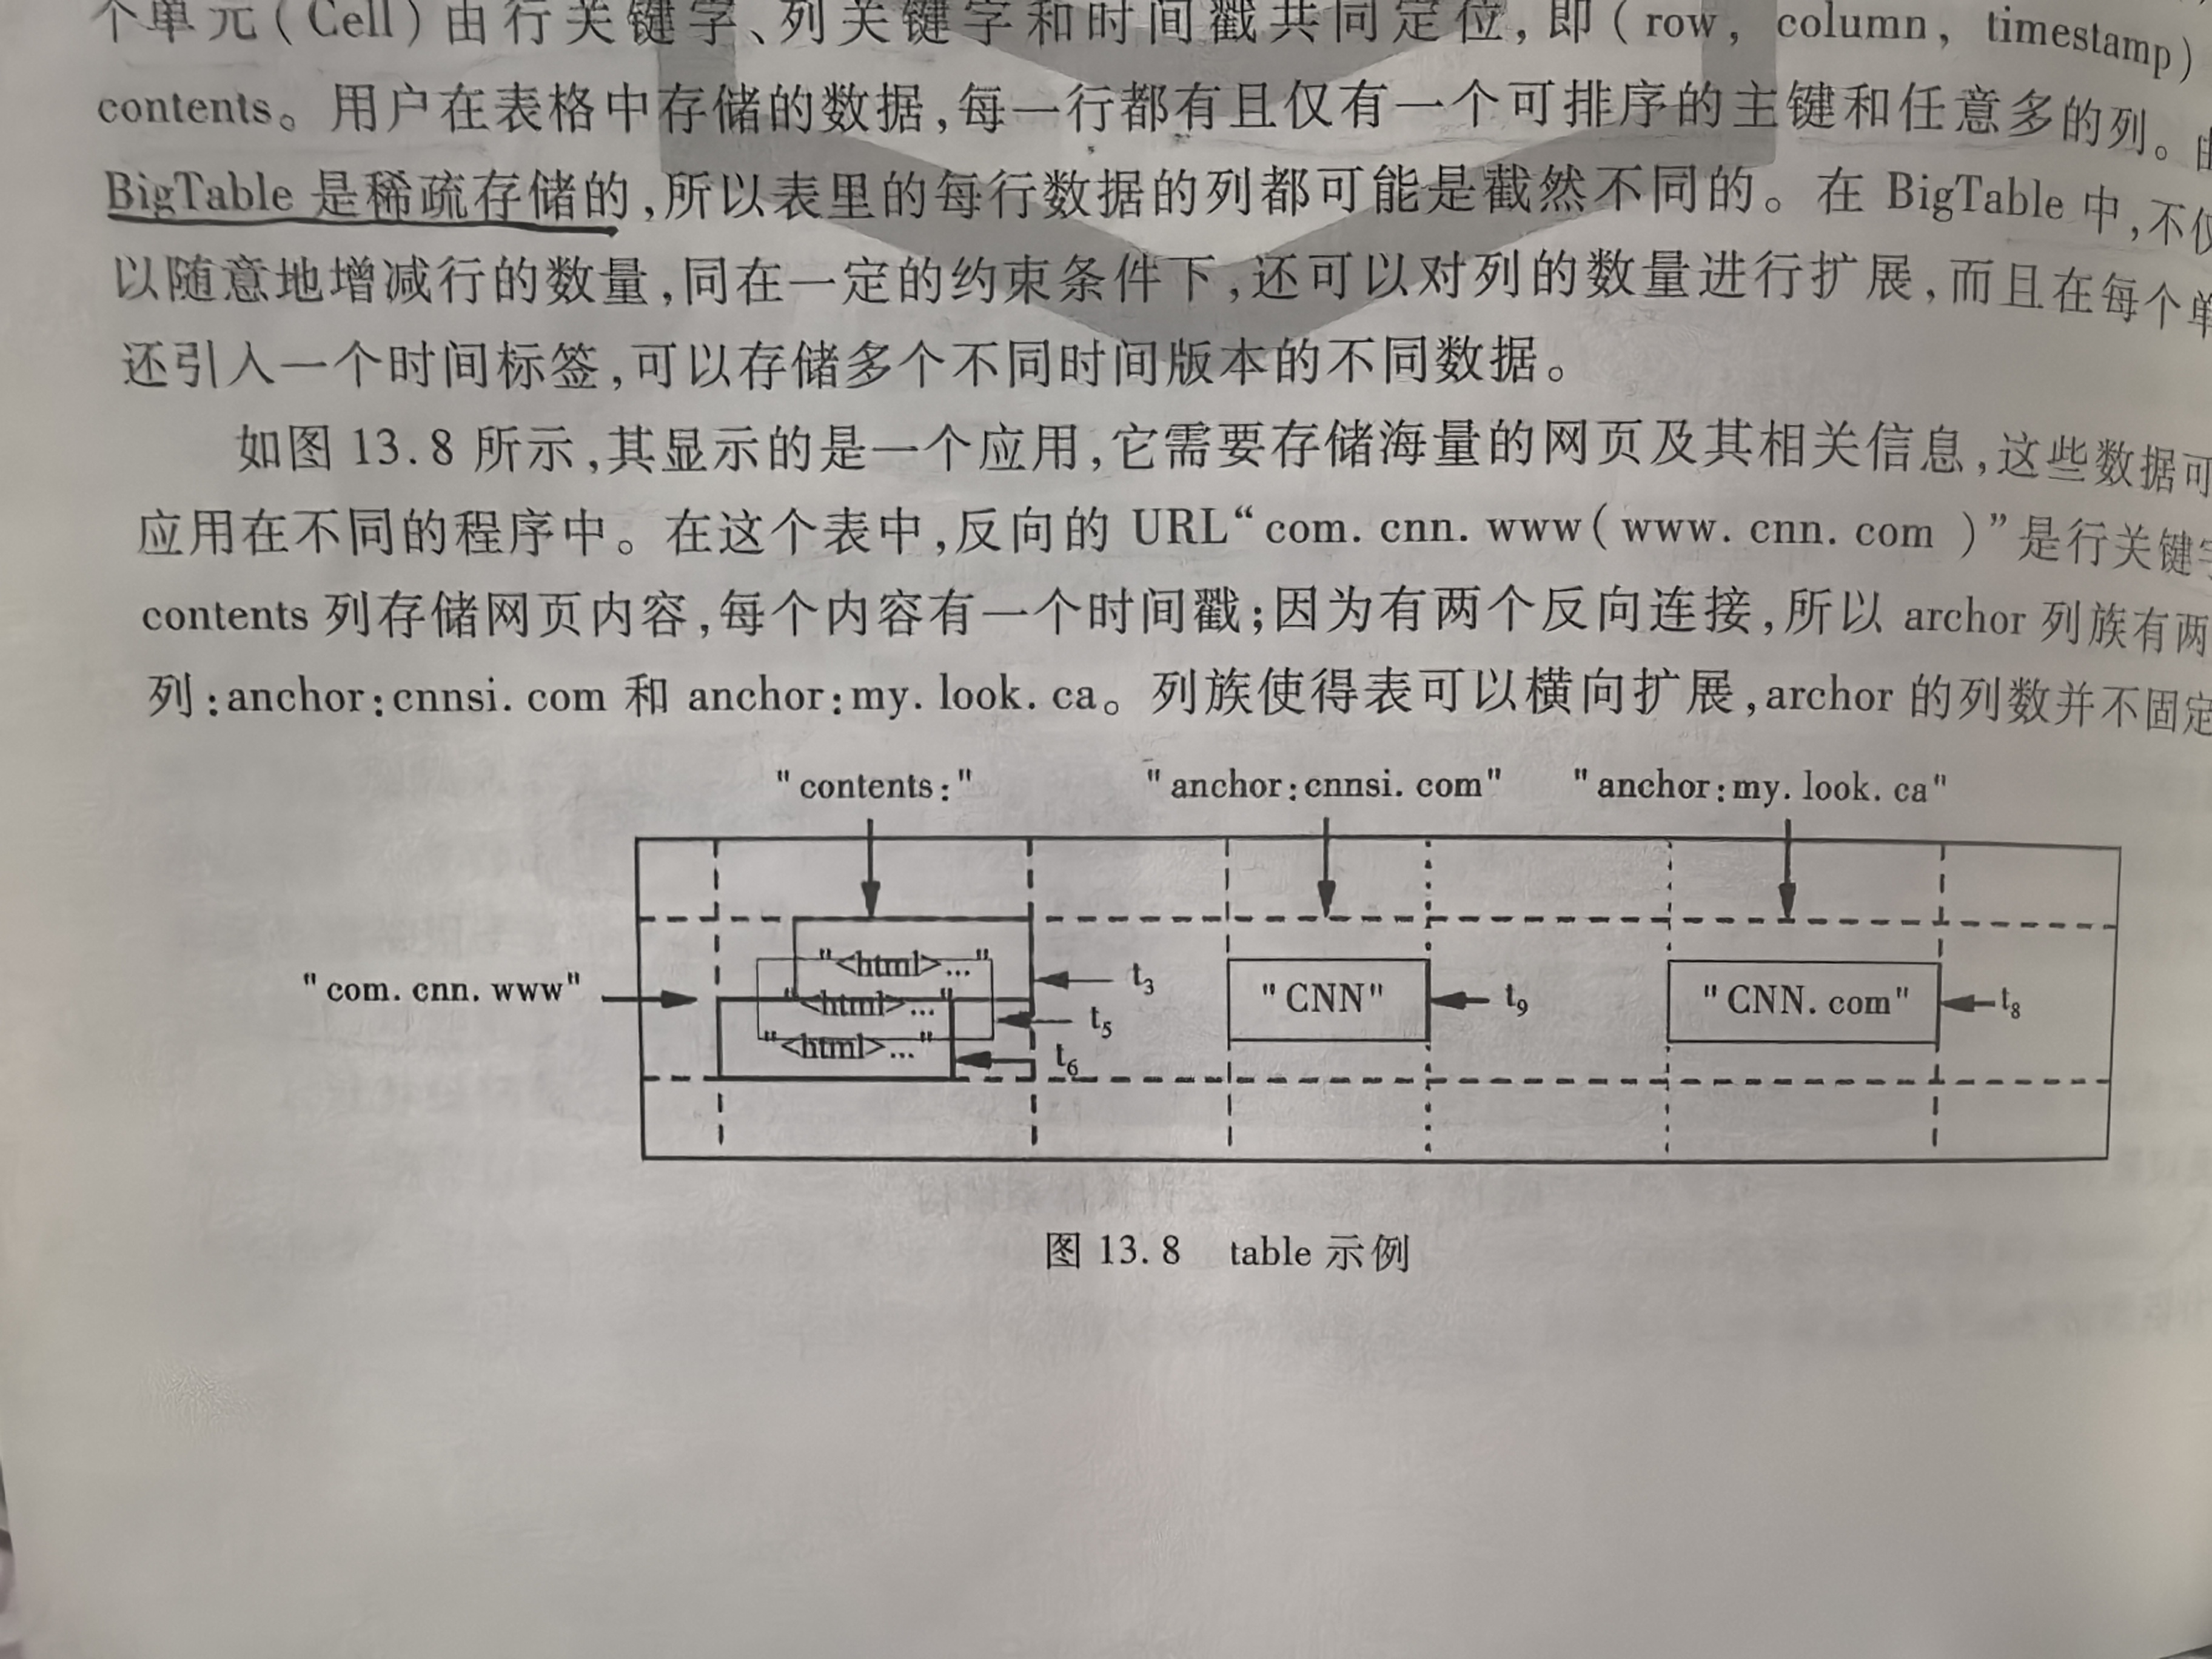 个单元(Cell)由行关键字、列关键字和时间戳共同定位,即(row, column, timestamp)
contents。用户在表格中存储的数据,每一行都有且仅有一个可排序的主键和任意多的列。由
BigTable 是稀疏存储的,所以表里的每行数据的列都可能是截然不同的。在 BigTable 中,不仅
以随意地增减行的数量,同在一定的约束条件下,还可以对列的数量进行扩展,而且在每个单
还引入一个时间标签,可以存储多个不同时间版本的不同数据。
如图 13.8 所示,其显示的是一个应用,它需要存储海量的网页及其相关信息,这些数据可
应用在不同的程序中。在这个表中,反向的 URL“com. cnn. www(www. cnn. com )”是行关键字
contents 列存储网页内容,每个内容有一个时间戳;因为有两个反向连接,所以 archor 列族有两
列:anchor:cnnsi. com 和 anchor:my. look. ca。列族使得表可以横向扩展,archor 的列数并不固定
"contents:" "anchor:cnnsi. com" "anchor:my. look. ca"
"<html>..." t3
"com. cnn. www" "<html>..." t5 "CNN" t9 "CNN. com" t8
"<html>..." t6
图 13.8 table 示例